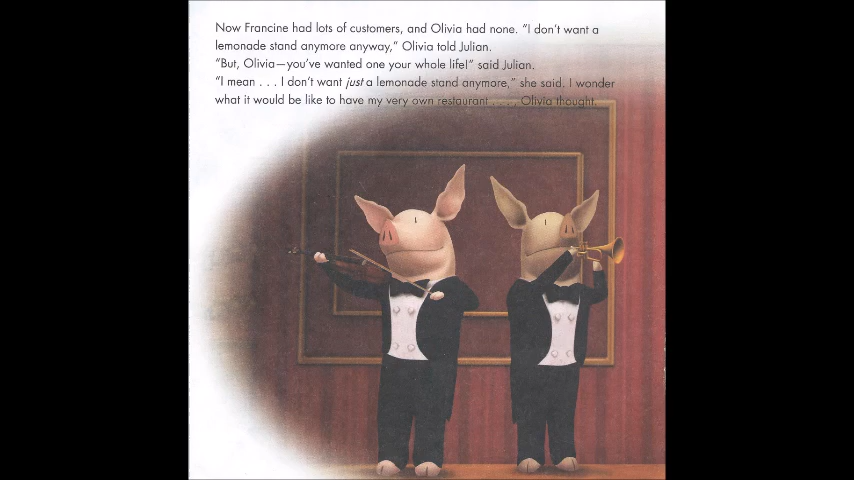 Now Francine had lots of customers, and Olivia had none. “I don’t want a
lemonade stand anymore anyway,” Olivia told Julian.
“But, Olivia—you’ve wanted one your whole life!” said Julian.
“I mean . . . I don’t want just a lemonade stand anymore,” she said. I wonder
what it would be like to have my very own restaurant . . . , Olivia thought.